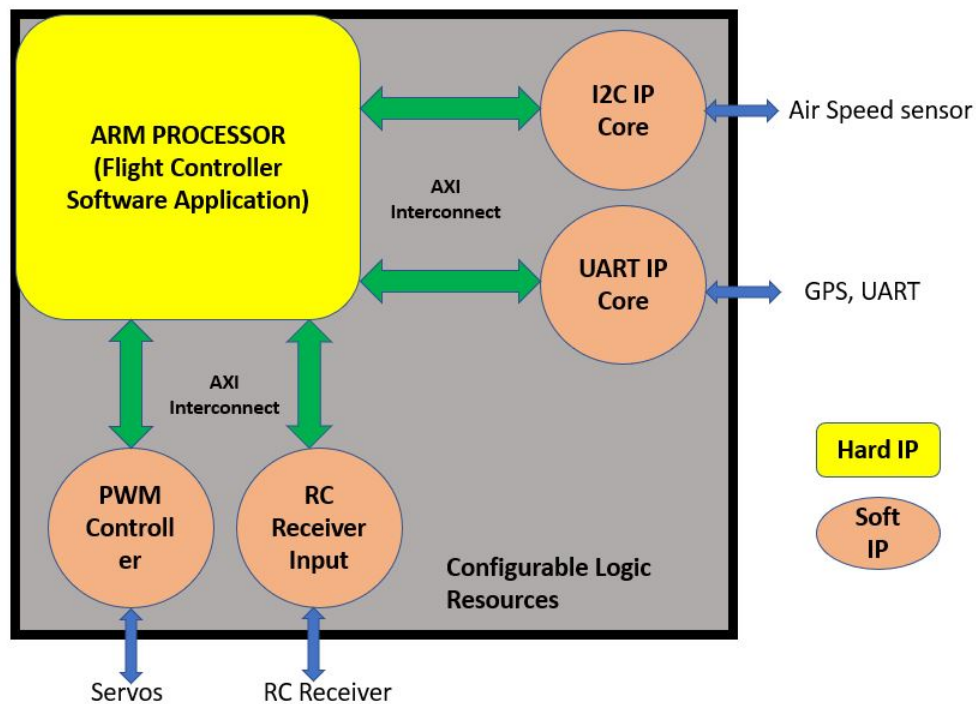 ARM PROCESSOR
(Flight Controller
Software Application)
I2C IP
Core
Air Speed sensor
AXI
Interconnect
UART IP
Core
GPS, UART
AXI
Interconnect
PWM
Controll
er
RC
Receiver
Input
Configurable Logic
Resources
Hard IP
Soft
IP
Servos
RC Receiver